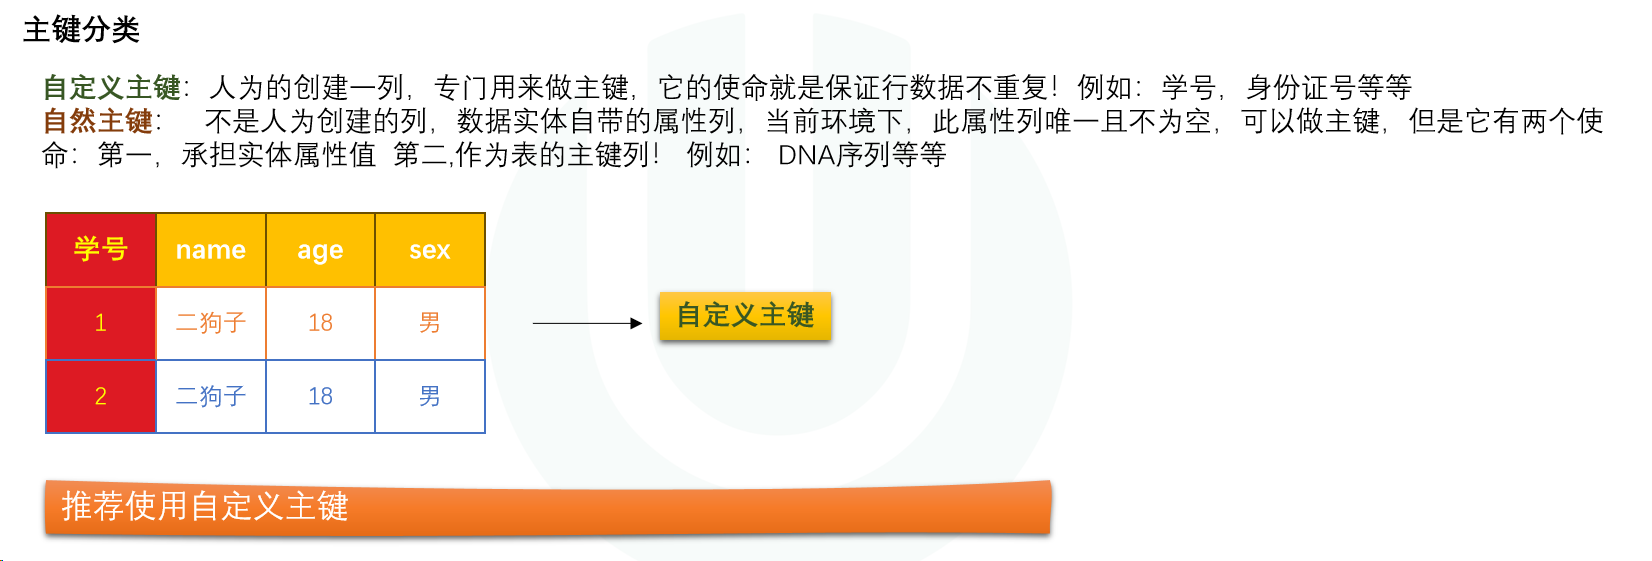 主键分类
自定义主键：人为的创建一列，专门用来做主键，它的使命就是保证行数据不重复！例如：学号，身份证号等等
自然主键： 不是人为创建的列，数据实体自带的属性列，当前环境下，此属性列唯一且不为空，可以做主键，但是它有两个使
命：第一，承担实体属性值 第二,作为表的主键列！ 例如： DNA序列等等
学号 name age sex
1 二狗子 18 男
自定义主键
2 二狗子 18 男
推荐使用自定义主键